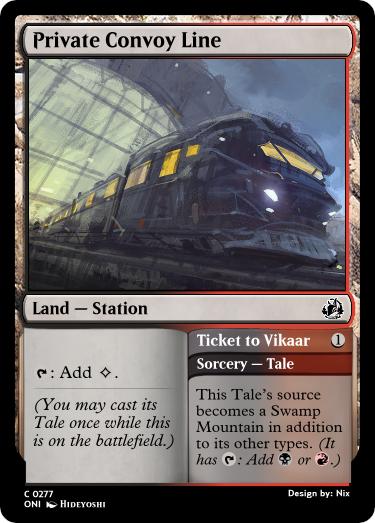 Private Convoy Line
Land — Station
: Add .
(You may cast its
Tale once while this
is on the battlefield.)
Ticket to Vikaar 1
Sorcery — Tale
This Tale's source
becomes a Swamp
Mountain in addition
to its other types. (It
has : Add or .)
C 0277
ONI Hideyoshi
Design by: Nix